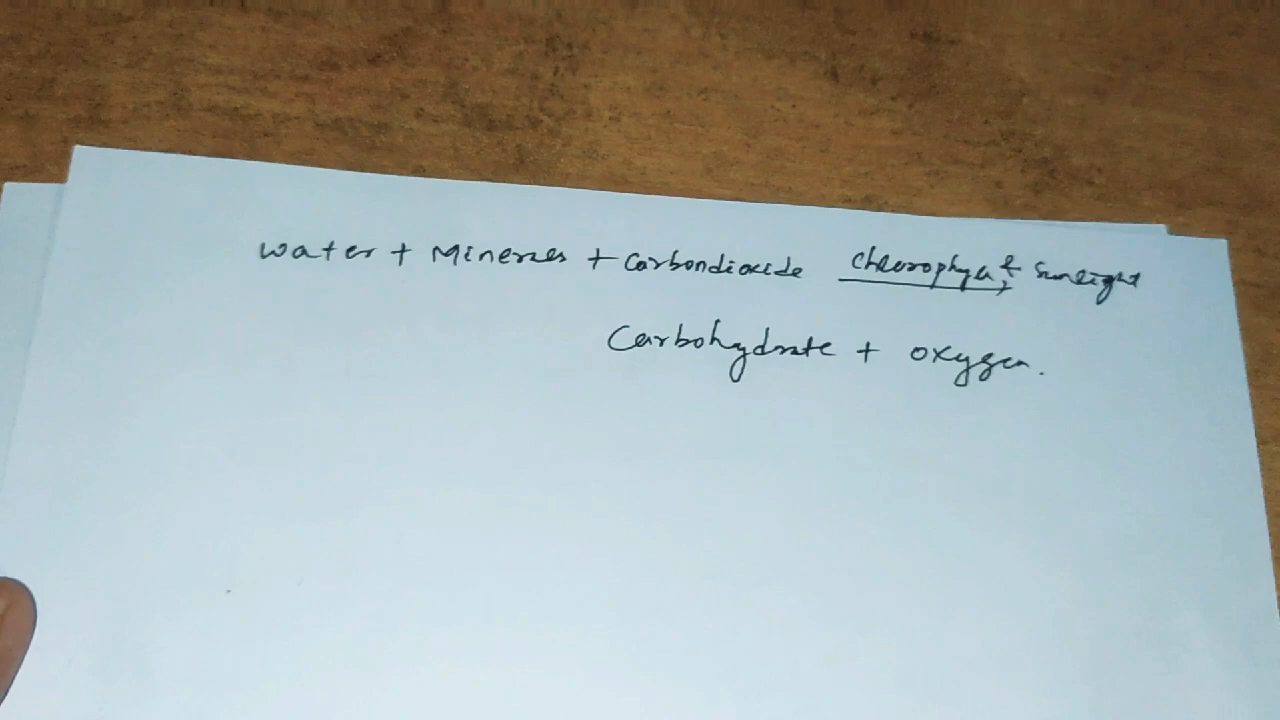 water + Minerals + Carbondioxide chlorophyll & Sunlight
Carbohydrate + oxygen.